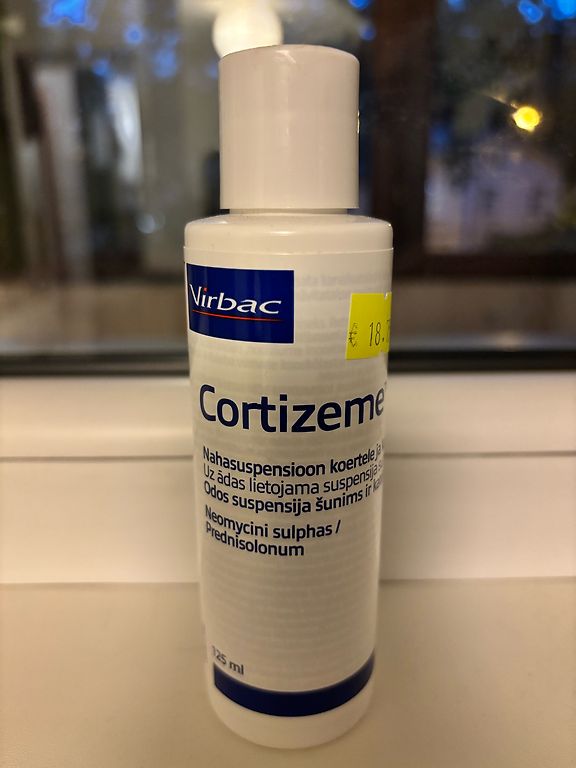 Virbac
€ 18.
Cortizeme
Nahasuspensioon koertele ja
Uz ādas lietojama suspensija
Odos suspensija šunims ir
Neomycini sulphas /
Prednisolonum
125 ml